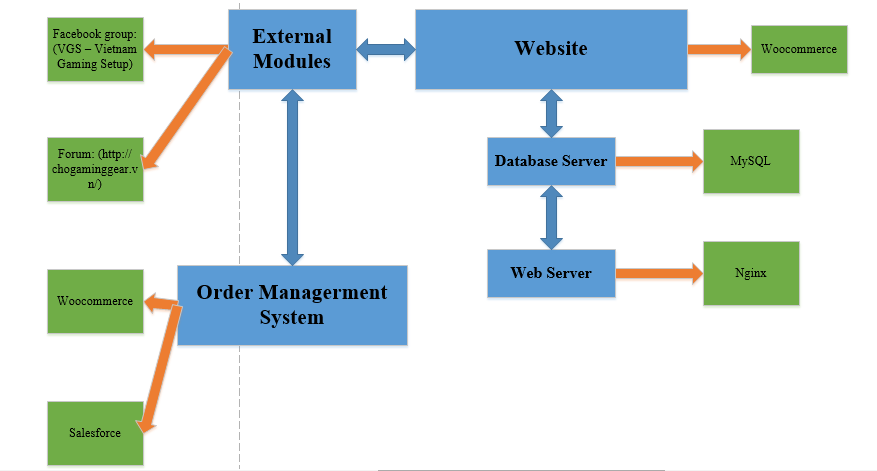 Facebook group:
(VGS – Vietnam
Gaming Setup)
External
Modules
Website
Woocommerce
Forum: (http://
chogaminggear.v
n/)
Database Server
MySQL
Woocommerce
Order Managerment
System
Web Server
Nginx
Salesforce